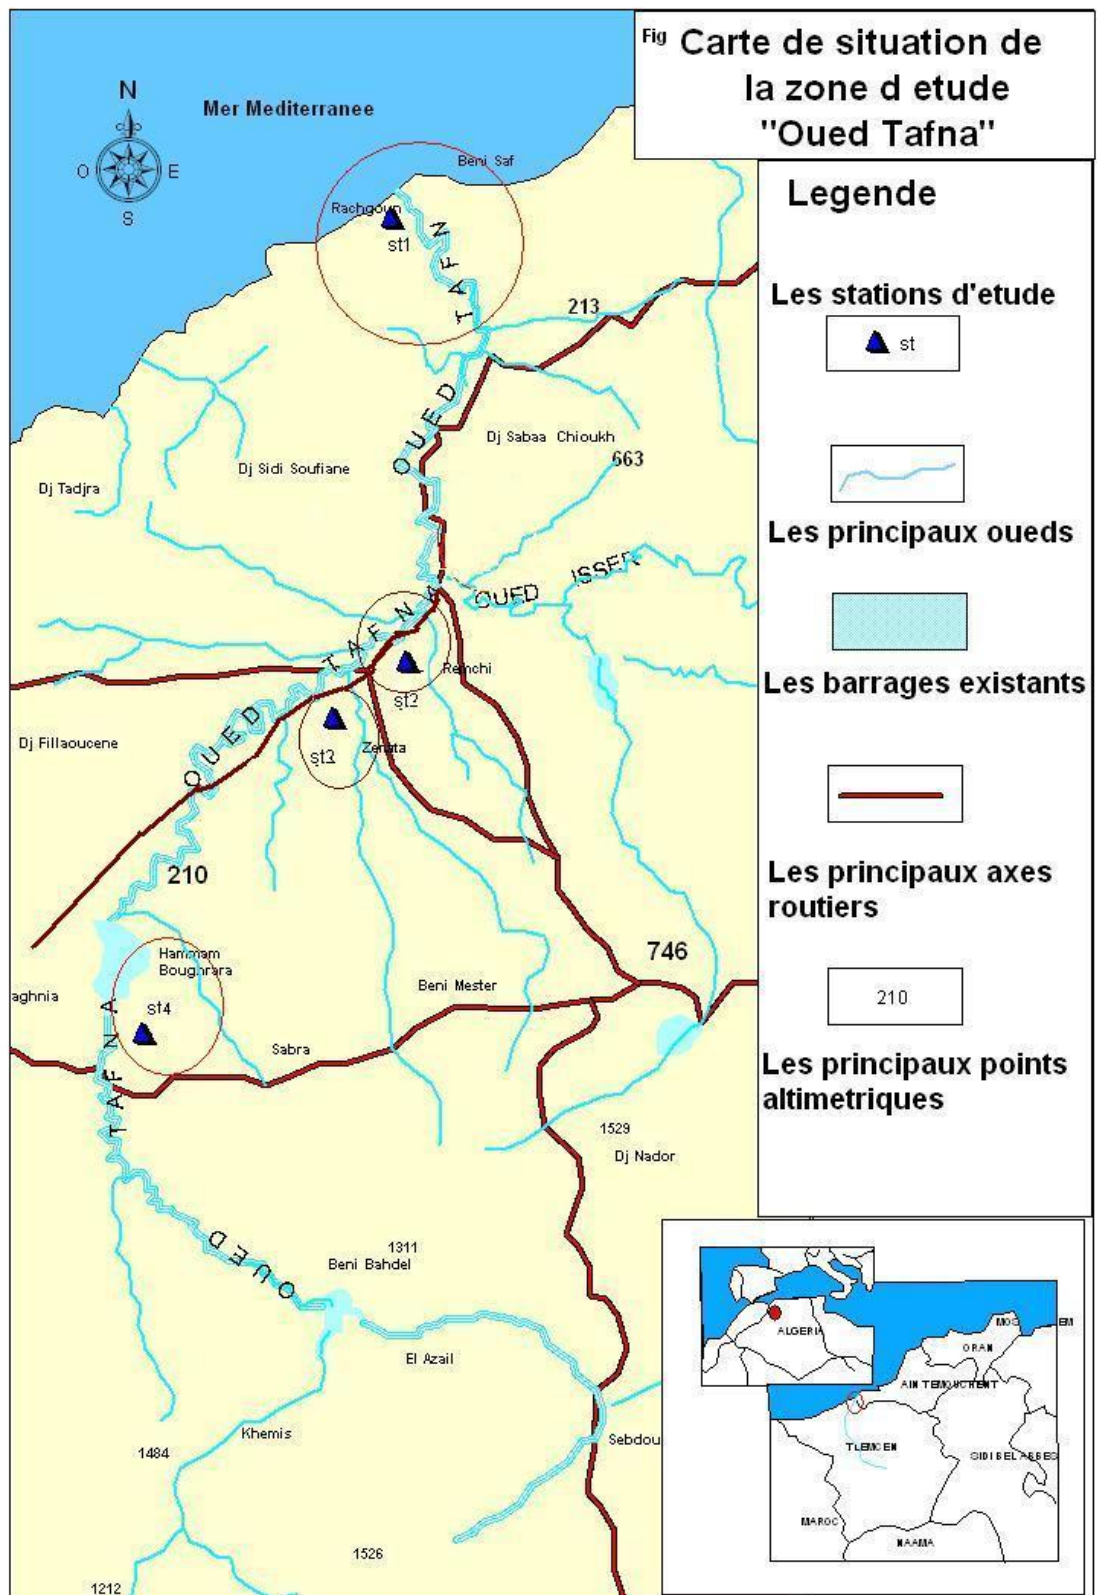 Fig Carte de situation de
la zone d etude
"Oued Tafna"
N
O
E
S
Mer Mediterranee
Beni Saf
Rachgoun
st1
OUED TAFN
213
Dj Sabaa Chioukh
663
Dj Sidi Soufiane
Dj Tadjra
OUED ISSER
OUED TAFNA
Remchi
st2
Dj Fillaoucene
Zenata
210
746
Hammam
Boughrara
aghnia
st4
Beni Mester
Sabra
OUED TAFNA
1529
Dj Nador
1311
Beni Bahdel
El Azail
Khemis
Sebdou
1484
1526
1212
Legende
Les stations d'etude
st
Les principaux oueds
Les barrages existants
Les principaux axes
routiers
210
Les principaux points
altimetriques
ALGERIA
ORAN
AIN TEMOUCHENT
TLEMCEN
SIDI BEL ABBES
MAROC
NAAMA